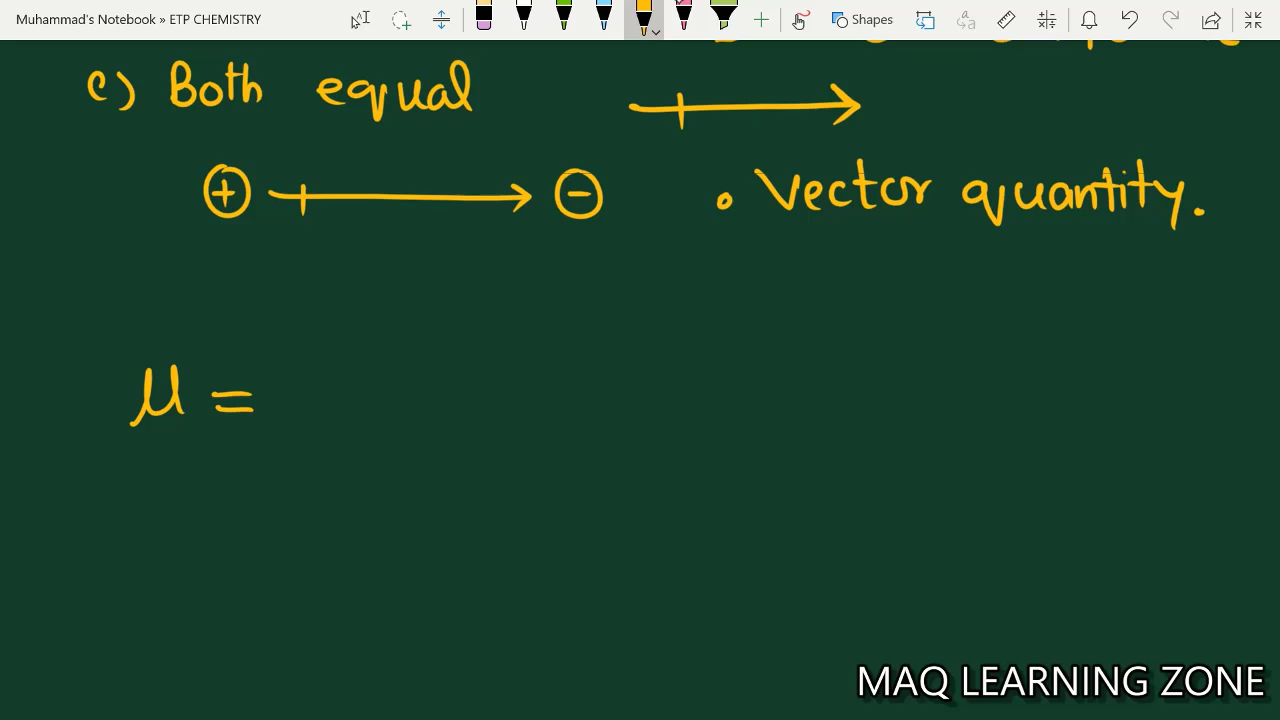 Muhammad's Notebook » ETP CHEMISTRY
Shapes
c) Both equal
+ - • Vector quantity.
μ =
MAQ LEARNING ZONE